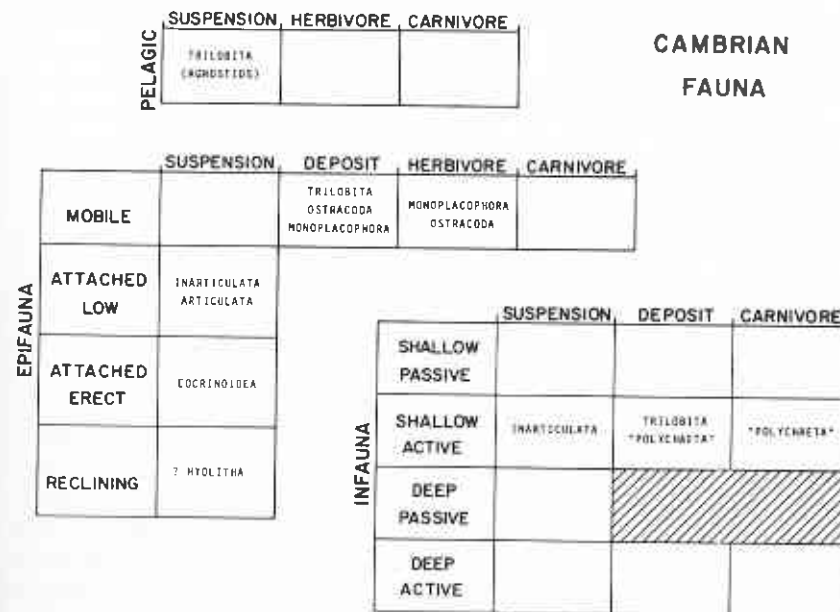 SUSPENSION HERBIVORE CARNIVORE
PELAGIC
TRILOBITA
(AGNOSTIDS)
CAMBRIAN
FAUNA
SUSPENSION DEPOSIT HERBIVORE CARNIVORE
EPIFAUNA
MOBILE
TRILOBITA
OSTRACODA
MONOPLACOPHORA
MONOPLACOPHORA
OSTRACODA
ATTACHED
LOW
INARTICULATA
ARTICULATA
ATTACHED
ERECT
EOCRINOIDEA
RECLINING
? HYOLITHA
SUSPENSION DEPOSIT CARNIVORE
INFAUNA
SHALLOW
PASSIVE
SHALLOW
ACTIVE
INARTICULATA
TRILOBITA
"POLYCHAETA"
"POLYCHAETA"
DEEP
PASSIVE
DEEP
ACTIVE